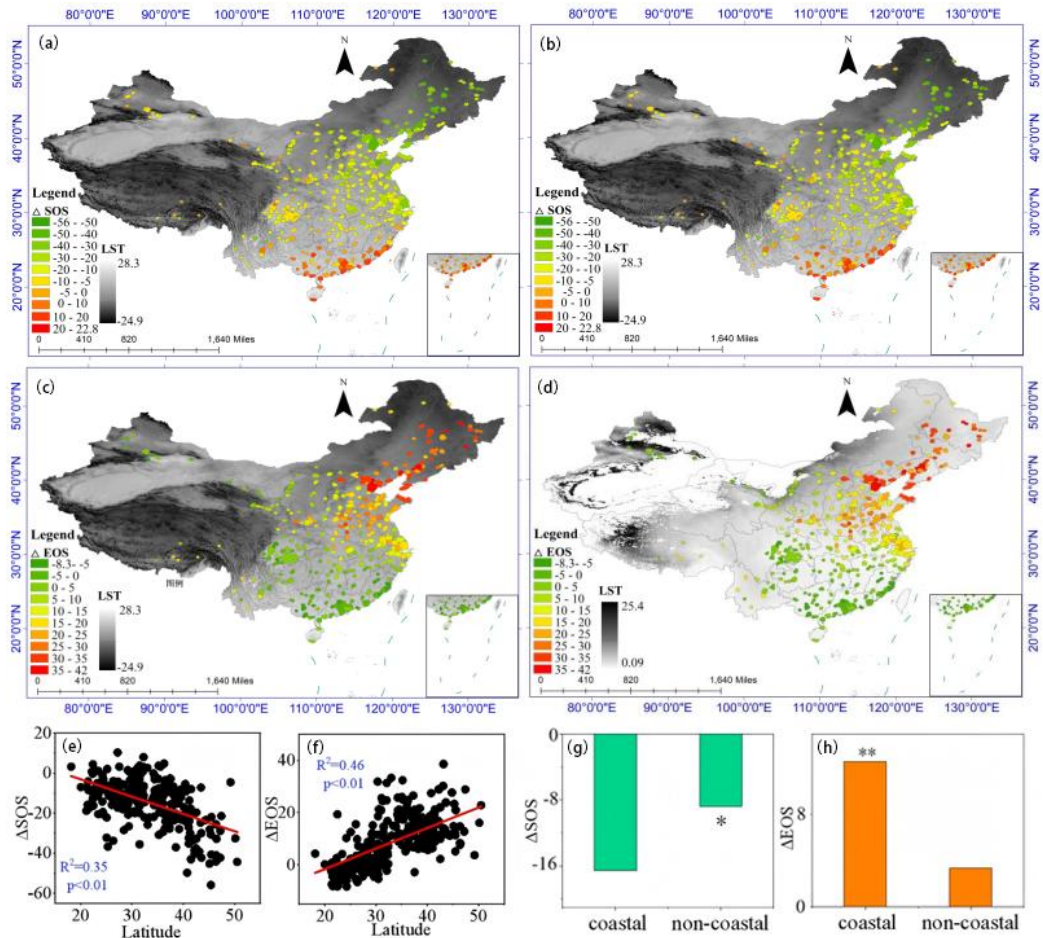 80°0'0"E 90°0'0"E 100°0'0"E 110°0'0"E 120°0'0"E 130°0'0"E
80°0'0"E 90°0'0"E 100°0'0"E 110°0'0"E 120°0'0"E 130°0'0"E
(a)
N
50°0'0"N
40°0'0"N
30°0'0"N
20°0'0"N
Legend
△ SOS
-56 - -50
-50 - -40
-40 - -30
-30 - -20
-20 - -10
-10 - -5
-5 - 0
0 - 10
10 - 20
20 - 22.8
LST
28.3
-24.9
0 410 820 1,640 Miles
(b)
N
50°0'0"N
40°0'0"N
30°0'0"N
20°0'0"N
Legend
△ SOS
-56 - -50
-50 - -40
-40 - -30
-30 - -20
-20 - -10
-10 - -5
-5 - 0
0 - 10
10 - 20
20 - 22.8
LST
28.3
-24.9
0 410 820 1,640 Miles
(c)
N
50°0'0"N
40°0'0"N
30°0'0"N
20°0'0"N
Legend
△ EOS
-8.3- -5
-5 - 0
0 - 5
5 - 10
10 - 15
15 - 20
20 - 25
25 - 30
30 - 35
35 - 42
图例
LST
28.3
-24.9
0 410 820 1,640 Miles
(d)
N
50°0'0"N
40°0'0"N
30°0'0"N
20°0'0"N
Legend
△ EOS
-8.3- -5
-5 - 0
0 - 5
5 - 10
10 - 15
15 - 20
20 - 25
25 - 30
30 - 35
35 - 42
LST
25.4
0.09
0 410 820 1,640 Miles
80°0'0"E 90°0'0"E 100°0'0"E 110°0'0"E 120°0'0"E 130°0'0"E
80°0'0"E 90°0'0"E 100°0'0"E 110°0'0"E 120°0'0"E 130°0'0"E
(e)
20
0
-20
-40
-60
ΔSOS
R²=0.35
p<0.01
20 30 40 50
Latitude
(f)
R²=0.46
p<0.01
40
20
0
ΔEOS
20 30 40 50
Latitude
(g)
0
-8
-16
ΔSOS
*
coastal non-coastal
(h)
**
8
0
ΔEOS
coastal non-coastal